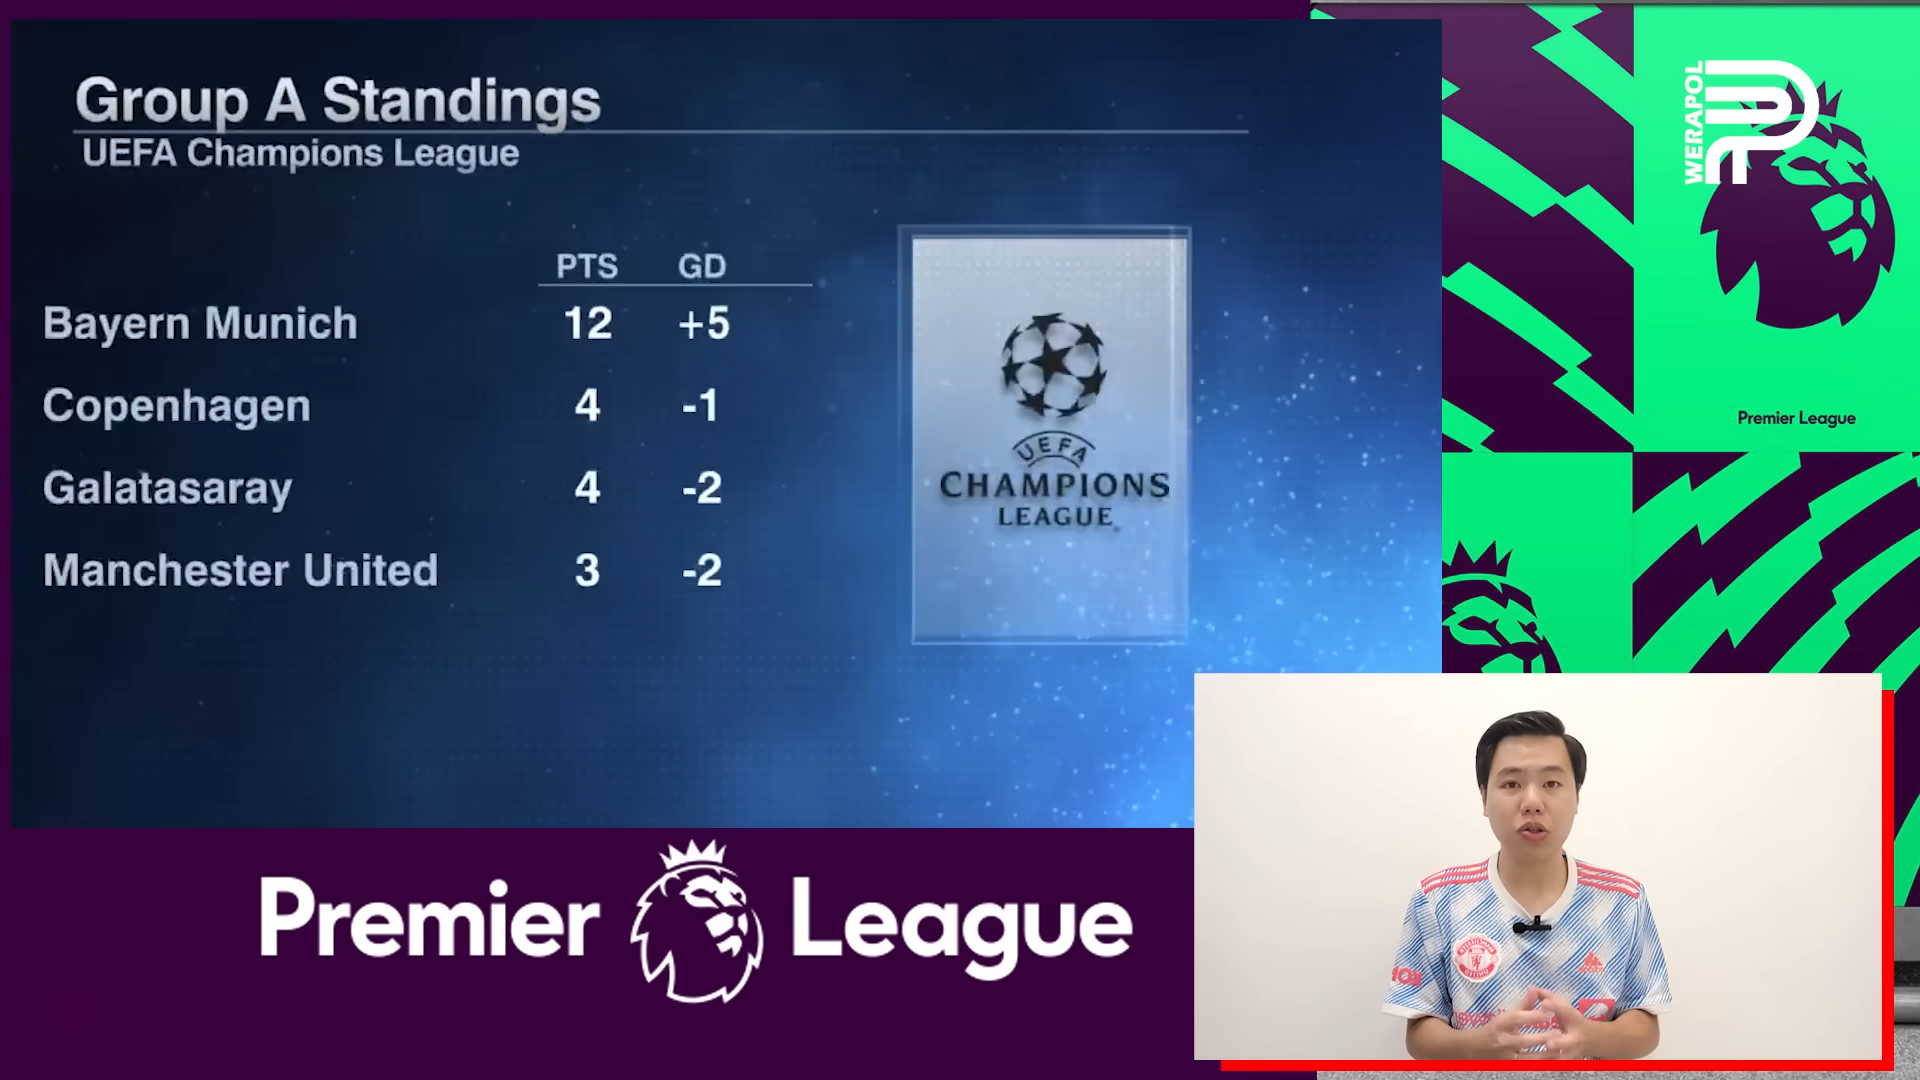 Group A Standings
UEFA Champions League
PTS GD
Bayern Munich 12 +5
Copenhagen 4 -1
Galatasaray 4 -2
Manchester United 3 -2
UEFA
CHAMPIONS
LEAGUE
WERAPOL
Premier League
Premier League